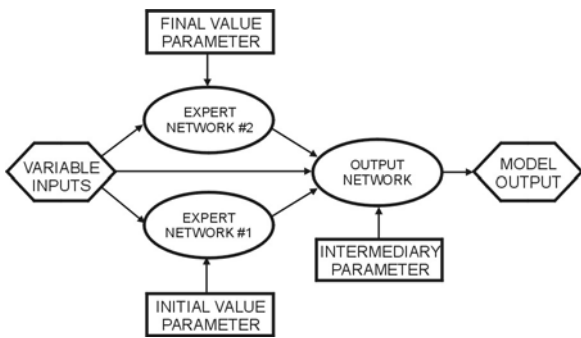 FINAL VALUE
PARAMETER
EXPERT
NETWORK #2
VARIABLE
INPUTS
OUTPUT
NETWORK
MODEL
OUTPUT
EXPERT
NETWORK #1
INTERMEDIARY
PARAMETER
INITIAL VALUE
PARAMETER